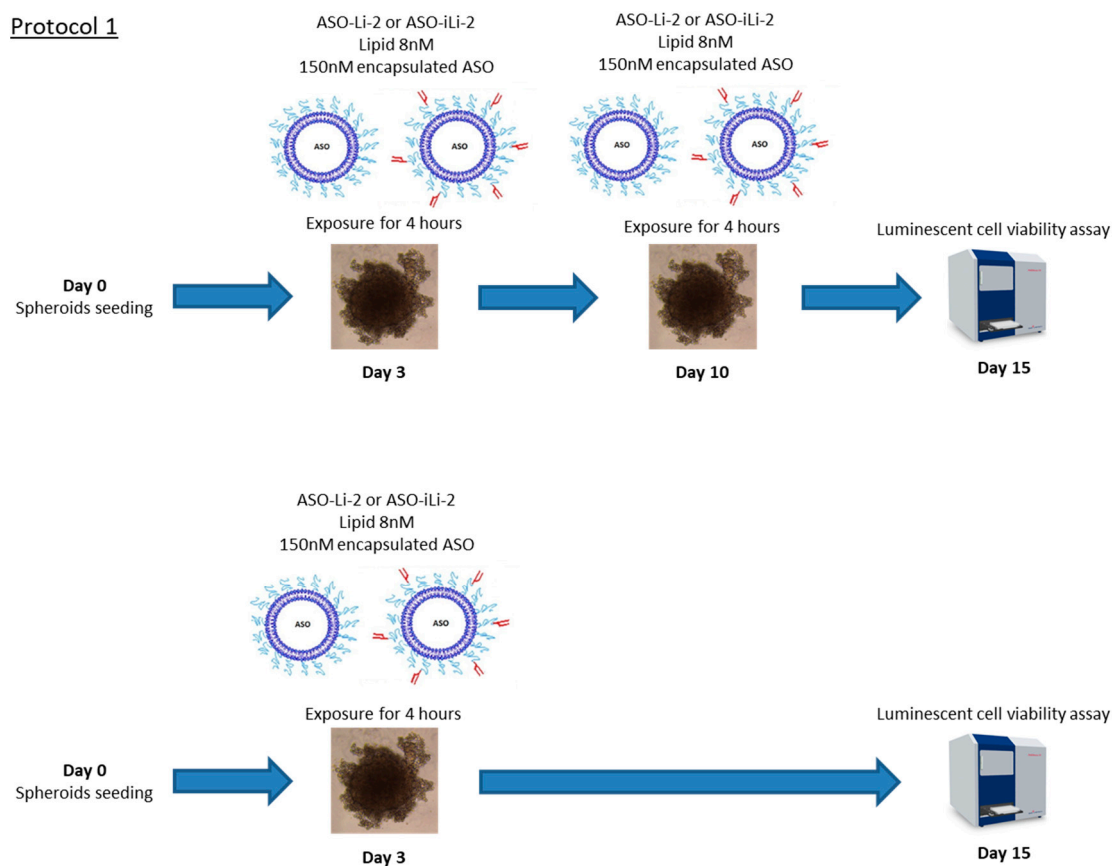 Protocol 1
ASO-Li-2 or ASO-iLi-2
Lipid 8nM
150nM encapsulated ASO
ASO-Li-2 or ASO-iLi-2
Lipid 8nM
150nM encapsulated ASO
ASO
ASO
ASO
ASO
Exposure for 4 hours
Exposure for 4 hours
Luminescent cell viability assay
Day 0
Spheroids seeding
Day 3
Day 10
Day 15
ASO-Li-2 or ASO-iLi-2
Lipid 8nM
150nM encapsulated ASO
ASO
ASO
Exposure for 4 hours
Luminescent cell viability assay
Day 0
Spheroids seeding
Day 3
Day 15